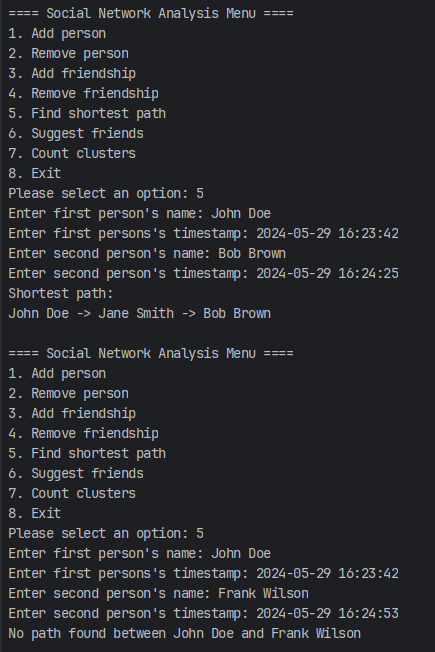 ==== Social Network Analysis Menu ====
1. Add person
2. Remove person
3. Add friendship
4. Remove friendship
5. Find shortest path
6. Suggest friends
7. Count clusters
8. Exit
Please select an option: 5
Enter first person's name: John Doe
Enter first persons's timestamp: 2024-05-29 16:23:42
Enter second person's name: Bob Brown
Enter second person's timestamp: 2024-05-29 16:24:25
Shortest path:
John Doe -> Jane Smith -> Bob Brown
==== Social Network Analysis Menu ====
1. Add person
2. Remove person
3. Add friendship
4. Remove friendship
5. Find shortest path
6. Suggest friends
7. Count clusters
8. Exit
Please select an option: 5
Enter first person's name: John Doe
Enter first persons's timestamp: 2024-05-29 16:23:42
Enter second person's name: Frank Wilson
Enter second person's timestamp: 2024-05-29 16:24:53
No path found between John Doe and Frank Wilson